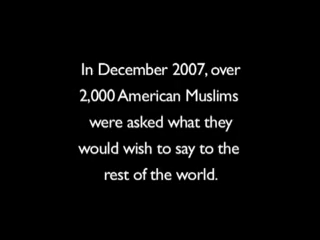 In December 2007, over
2,000 American Muslims
were asked what they
would wish to say to the
rest of the world.